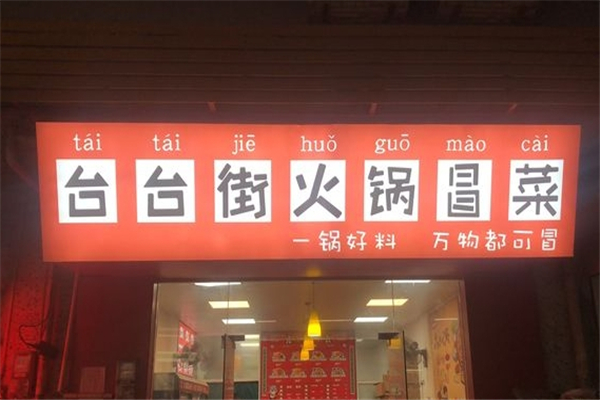 tái tái jiē huǒ guō mào cài
台台街火锅冒菜
一锅好料 万物都可冒